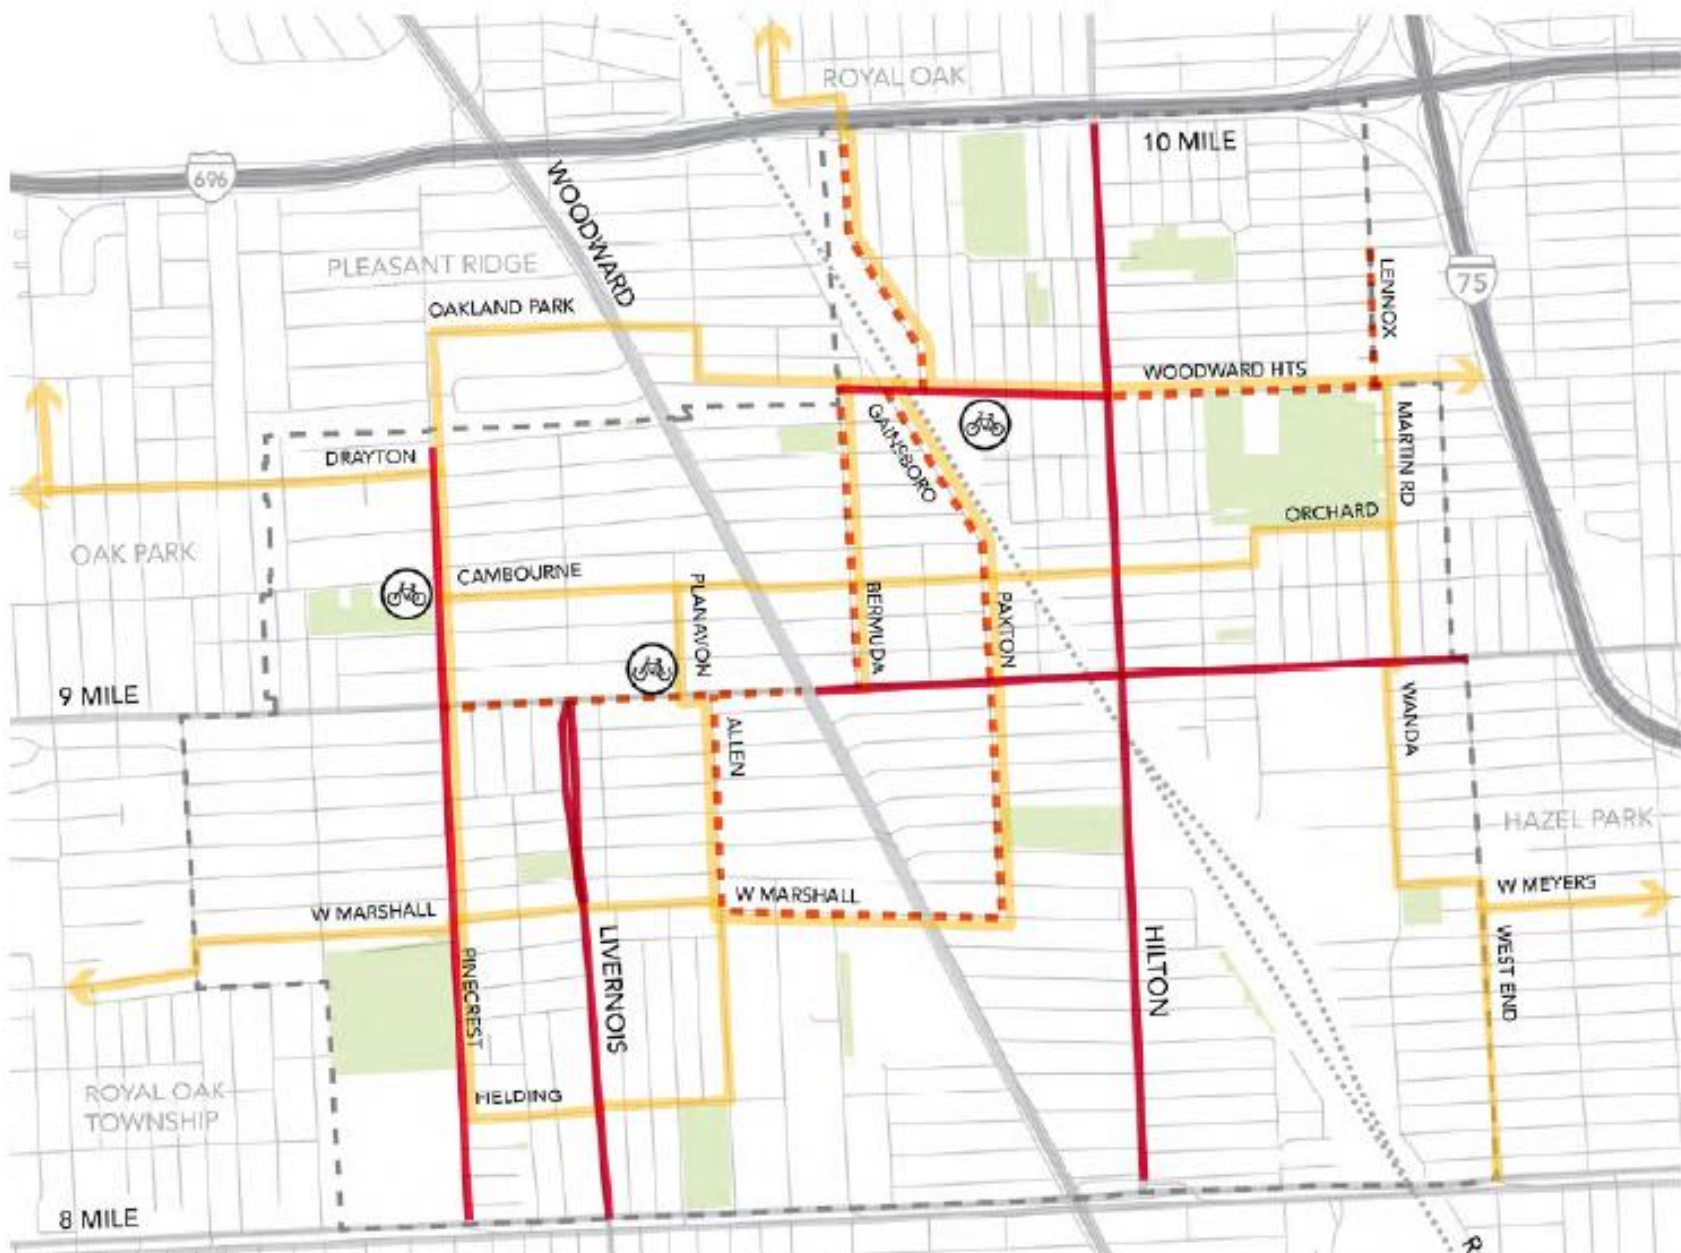 ROYAL OAK
10 MILE
696
WOODWARD
PLEASANT RIDGE
OAKLAND PARK
LENNOX
75
WOODWARD HTS
DRAYTON
GAINSBORO
MARTIN RD
ORCHARD
OAK PARK
CAMBOURNE
PLANAVON
BERMUDA
PAXTON
9 MILE
ALLEN
WANDA
HAZEL PARK
W MARSHALL
W MARSHALL
W MEYERS
PINECREST
LIVERNOIS
HILTON
WEST END
ROYAL OAK
TOWNSHIP
FIELDING
8 MILE
R